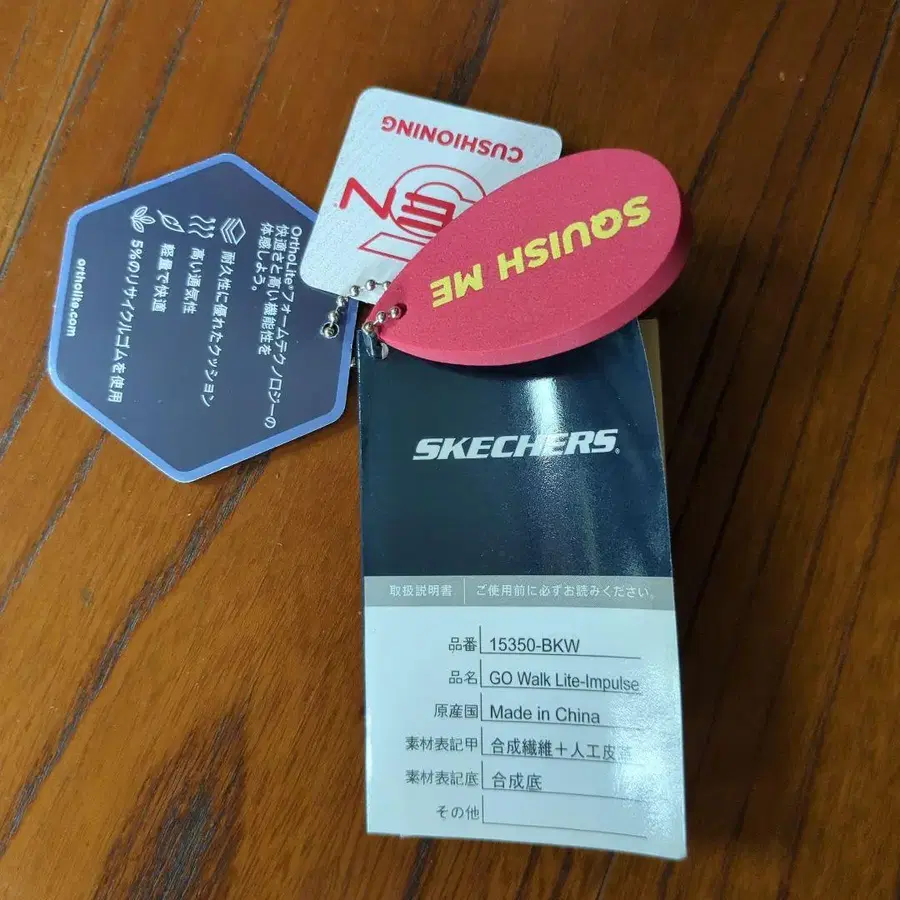 CUSHIONING
GEN
SQUISH ME
OrthoLite®フォームテクノロジーの
快適さと高い機能性を
体感しよう。
耐久性に優れたクッション
高い通気性
軽量で快適
5%のリサイクルゴムを使用
ortholite.com
SKECHERS®
取扱説明書 ご使用前に必ずお読みください。
品番 15350-BKW
品名 GO Walk Lite-Impulse
原産国 Made in China
素材表記甲 合成繊維＋人工皮革
素材表記底 合成底
その他